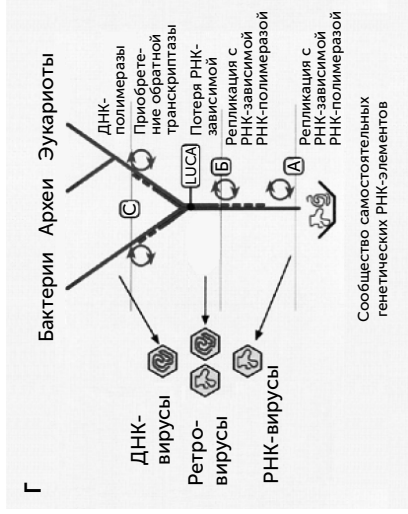 Г
Бактерии Археи Эукариоты
С
ДНК-
полимеразы
Приобрете-
ние обратной
транскриптазы
LUCA
Потеря РНК-
зависимой
Б
Репликация с
РНК-зависимой
РНК-полимеразой
А
Репликация с
РНК-зависимой
РНК-полимеразой
ДНК-
вирусы
Ретро-
вирусы
РНК-вирусы
Сообщество самостоятельных
генетических РНК-элементов